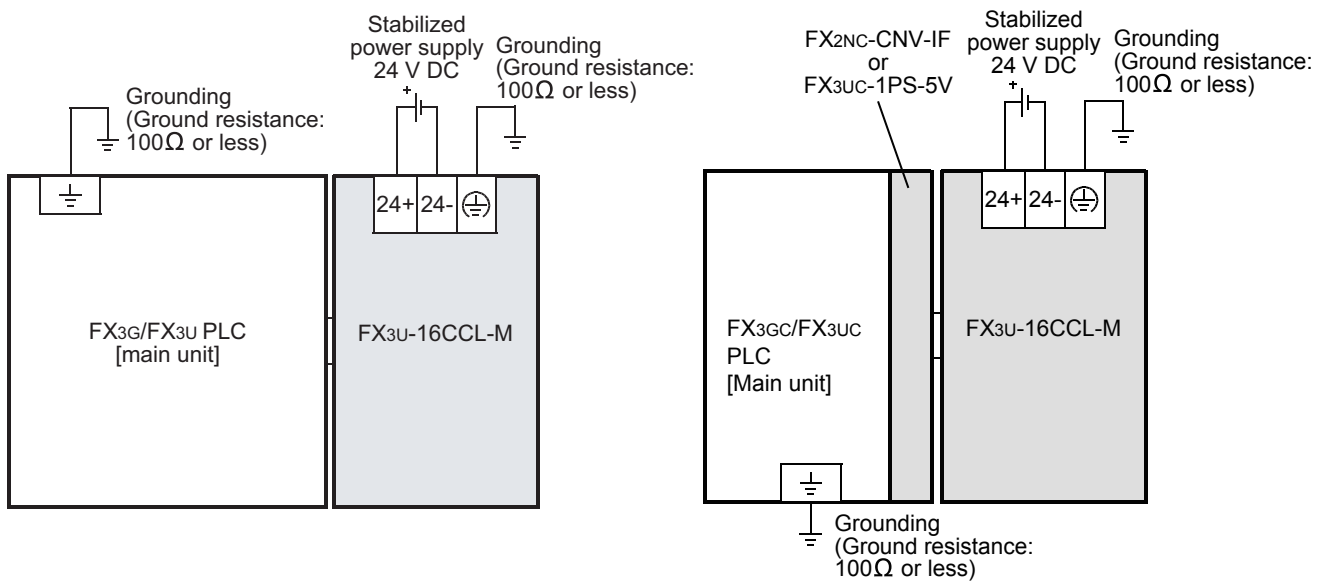 Stabilized
power supply
24 V DC
+
Grounding
(Ground resistance:
100Ω or less)
Grounding
(Ground resistance:
100Ω or less)
24+ 24-
FX3G/FX3U PLC
[main unit]
FX3U-16CCL-M
FX2NC-CNV-IF
or
FX3UC-1PS-5V
Stabilized
power supply
24 V DC
+
Grounding
(Ground resistance:
100Ω or less)
24+ 24-
FX3GC/FX3UC
PLC
[Main unit]
FX3U-16CCL-M
Grounding
(Ground resistance:
100Ω or less)